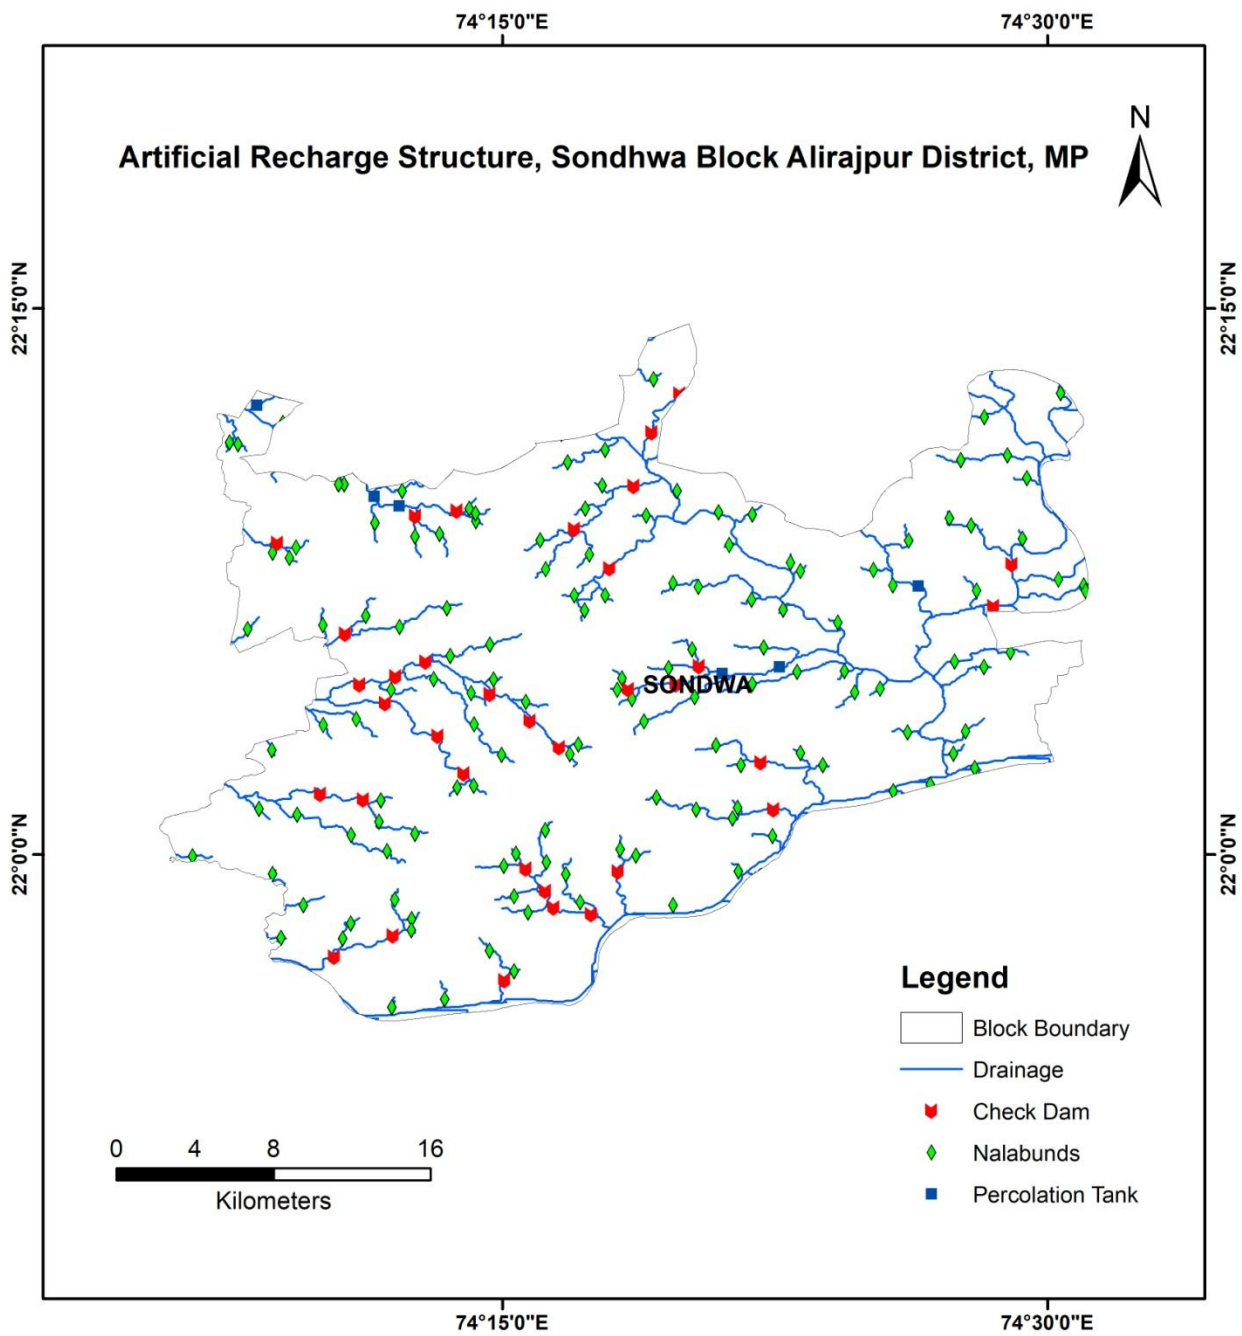 74°15'0"E 74°30'0"E
N
Artificial Recharge Structure, Sondhwa Block Alirajpur District, MP
22°15'0"N 22°15'0"N
SONDWA
22°0'0"N 22°0'0"N
Legend
Block Boundary
Drainage
Check Dam
Nalabunds
Percolation Tank
0 4 8 16
Kilometers
74°15'0"E 74°30'0"E